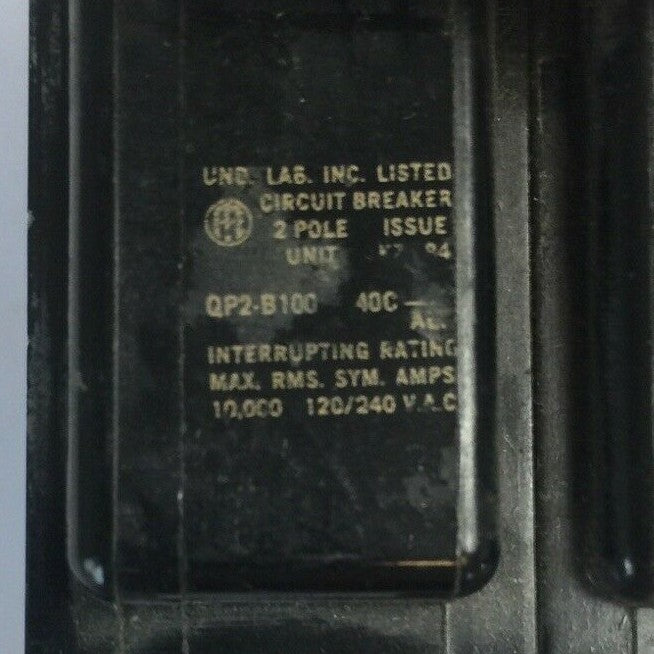 UND. LAB. INC. LISTED
CIRCUIT BREAKER
2 POLE ISSUE
UNIT
QP2-B100 40C —
INTERRUPTING RATING
MAX. RMS. SYM. AMPS
10,000 120/240 V.A.C